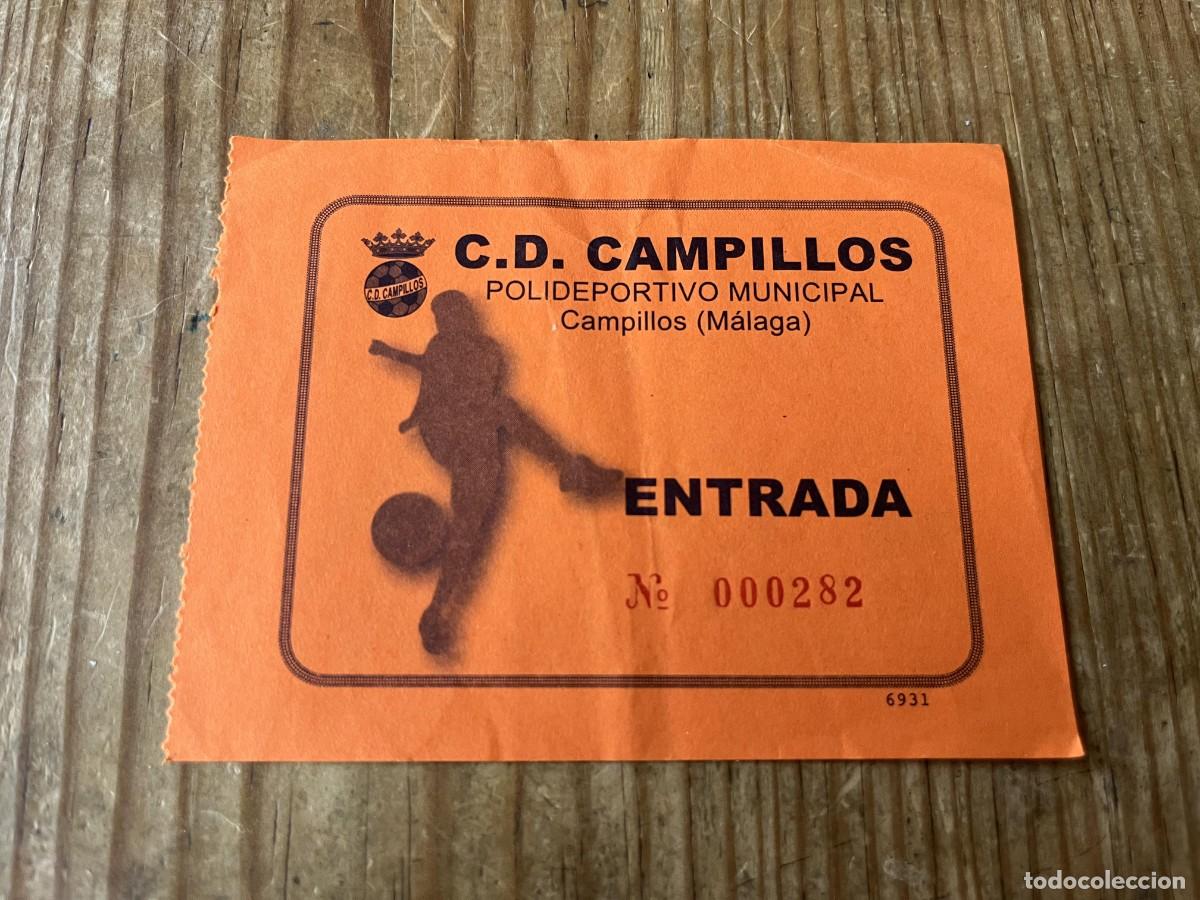 C.D. CAMPILLOS
C.D. CAMPILLOS
POLIDEPORTIVO MUNICIPAL
Campillos (Málaga)
ENTRADA
Nº 000282
6931
todocoleccion